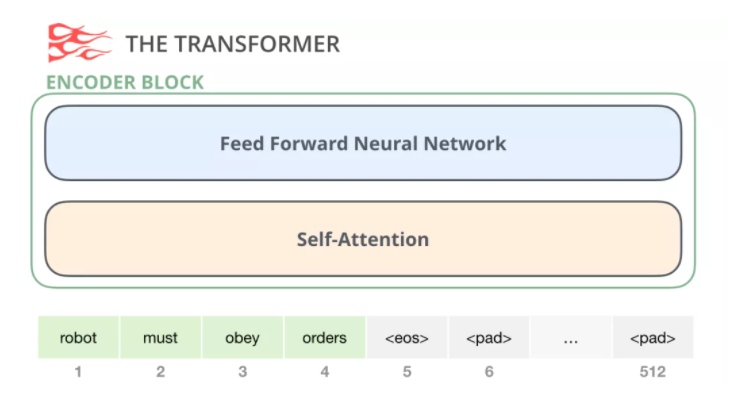 THE TRANSFORMER
ENCODER BLOCK
Feed Forward Neural Network
Self-Attention
robot must obey orders <eos> <pad> ... <pad>
1 2 3 4 5 6 512